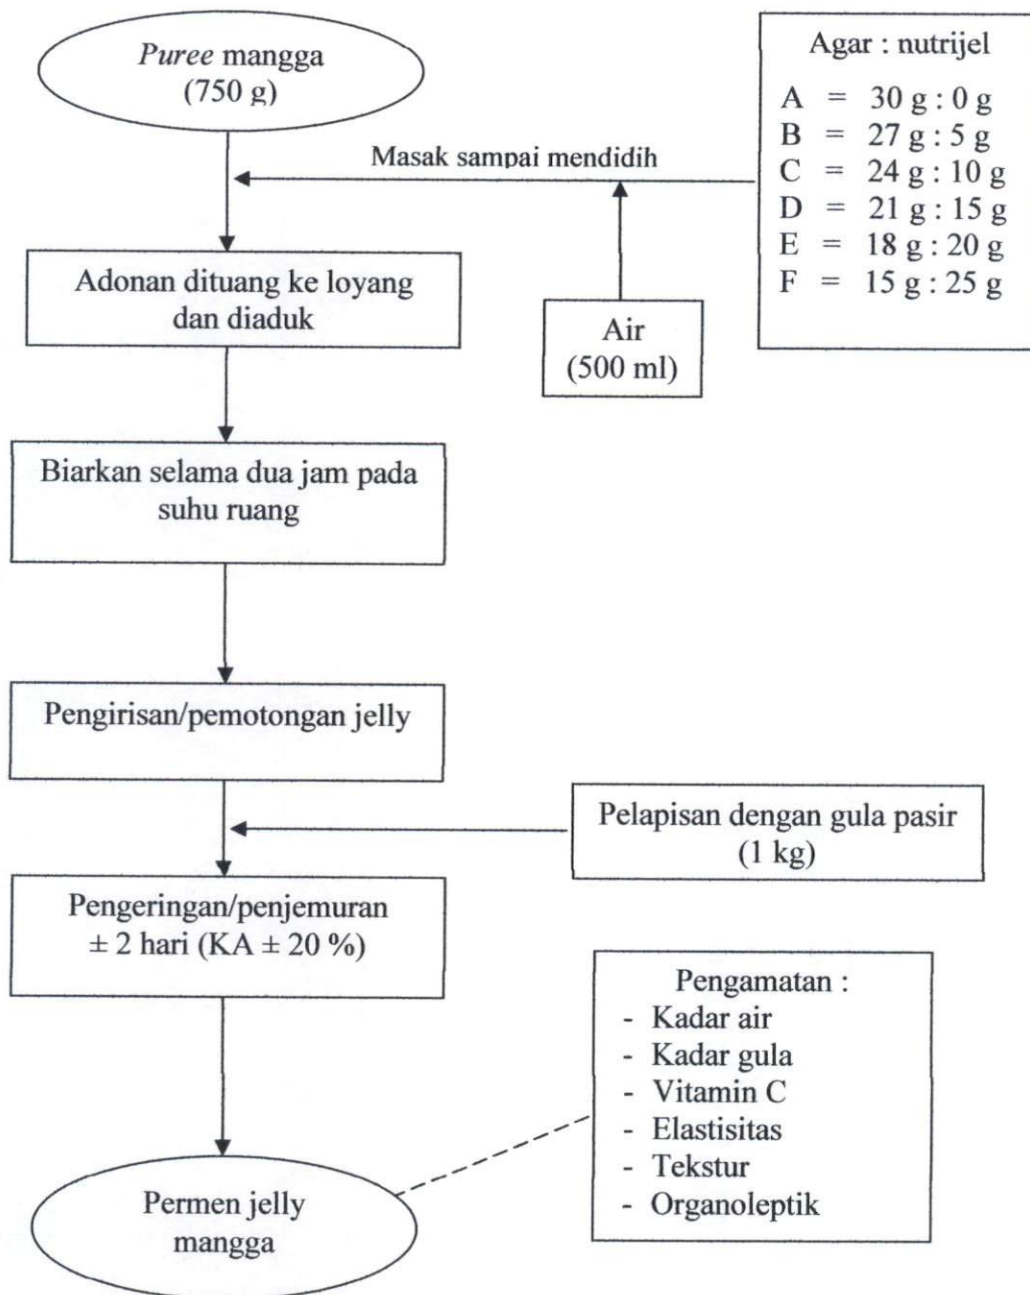 Puree mangga
(750 g)
Agar : nutrijel
A = 30 g : 0 g
B = 27 g : 5 g
C = 24 g : 10 g
D = 21 g : 15 g
E = 18 g : 20 g
F = 15 g : 25 g
Masak sampai mendidih
Air
(500 ml)
Adonan dituang ke loyang
dan diaduk
Biarkan selama dua jam pada
suhu ruang
Pengirisan/pemotongan jelly
Pelapisan dengan gula pasir
(1 kg)
Pengeringan/penjemuran
± 2 hari (KA ± 20 %)
Pengamatan :
- Kadar air
- Kadar gula
- Vitamin C
- Elastisitas
- Tekstur
- Organoleptik
Permen jelly
mangga